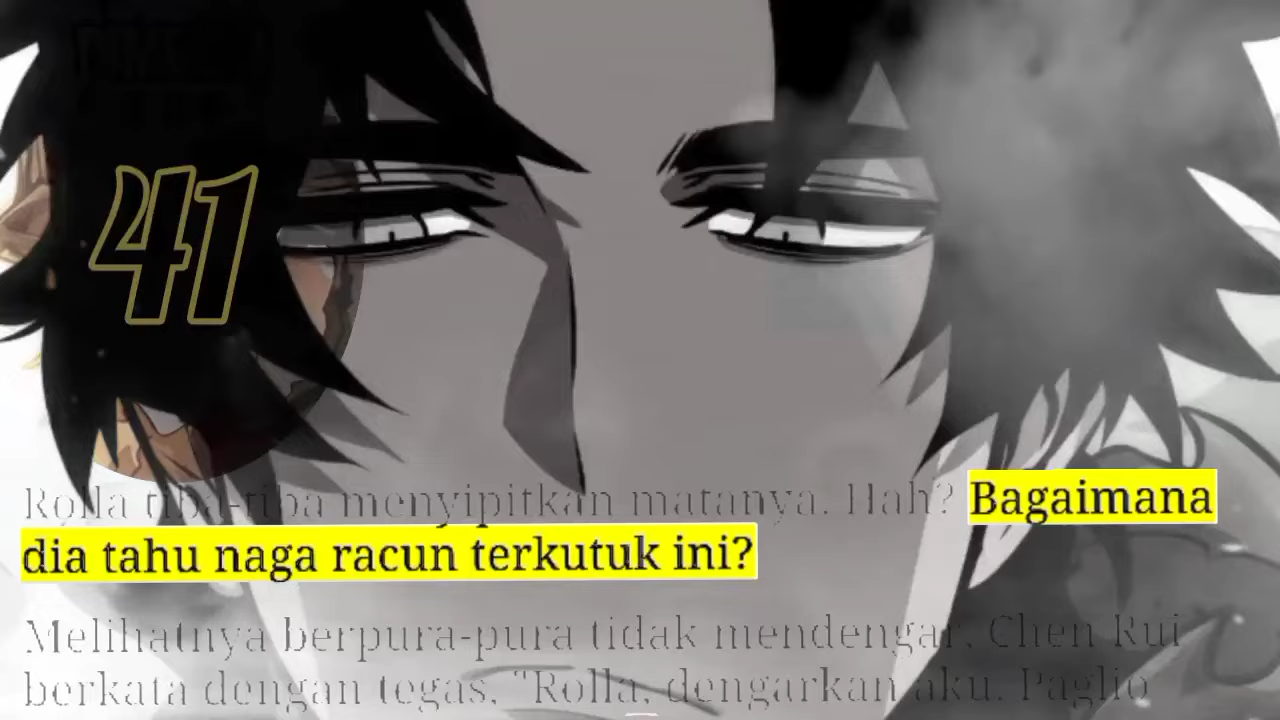 41
Rolla tiba-tiba menyipitkan matanya. Hah? Bagaimana
dia tahu naga racun terkutuk ini?
Melihatnya berpura-pura tidak mendengar, Chen Rui
berkata dengan tegas, "Rolla, dengarkan aku. Paglio